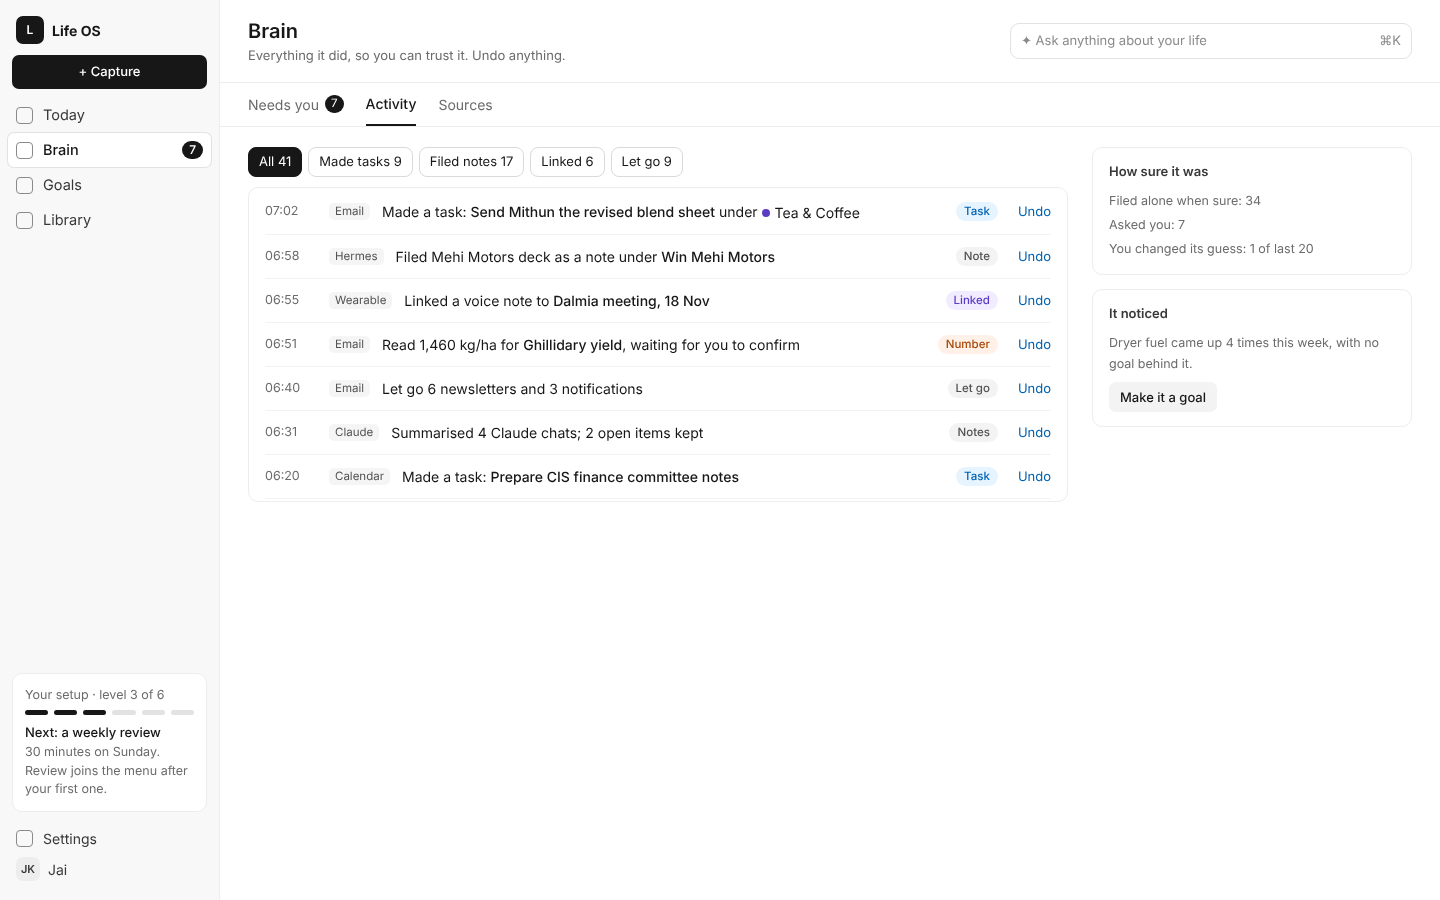 L Life OS
+ Capture
Today
Brain 7
Goals
Library
Your setup · level 3 of 6
Next: a weekly review
30 minutes on Sunday.
Review joins the menu after
your first one.
Settings
JK Jai
Brain
Everything it did, so you can trust it. Undo anything.
✦ Ask anything about your life ⌘K
Needs you 7 Activity Sources
All 41 Made tasks 9 Filed notes 17 Linked 6 Let go 9
07:02 Email Made a task: Send Mithun the revised blend sheet under Tea & Coffee Task Undo
06:58 Hermes Filed Mehi Motors deck as a note under Win Mehi Motors Note Undo
06:55 Wearable Linked a voice note to Dalmia meeting, 18 Nov Linked Undo
06:51 Email Read 1,460 kg/ha for Ghillidary yield, waiting for you to confirm Number Undo
06:40 Email Let go 6 newsletters and 3 notifications Let go Undo
06:31 Claude Summarised 4 Claude chats; 2 open items kept Notes Undo
06:20 Calendar Made a task: Prepare CIS finance committee notes Task Undo
How sure it was
Filed alone when sure: 34
Asked you: 7
You changed its guess: 1 of last 20
It noticed
Dryer fuel came up 4 times this week, with no
goal behind it.
Make it a goal